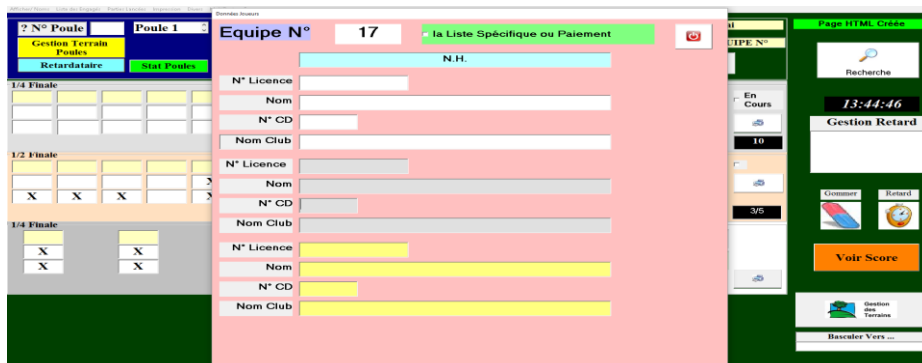 Données Joueurs
? N° Poule
Poule 1
Gestion Terrain
Poules
Retardataire
Stat Poules
1/4 Finale
1/2 Finale
X X X
1/4 Finale
X X
X X
Equipe N°
17
la Liste Spécifique ou Paiement
N.H.
N° Licence
Nom
N° CD
Nom Club
N° Licence
Nom
N° CD
Nom Club
N° Licence
Nom
N° CD
Nom Club
UIPE N°
En
Cours
10
3/5
Page HTML Créée
Recherche
13:44:46
Gestion Retard
Gommer
Retard
Voir Score
Gestion
des
Terrains
Basculer Vers ...